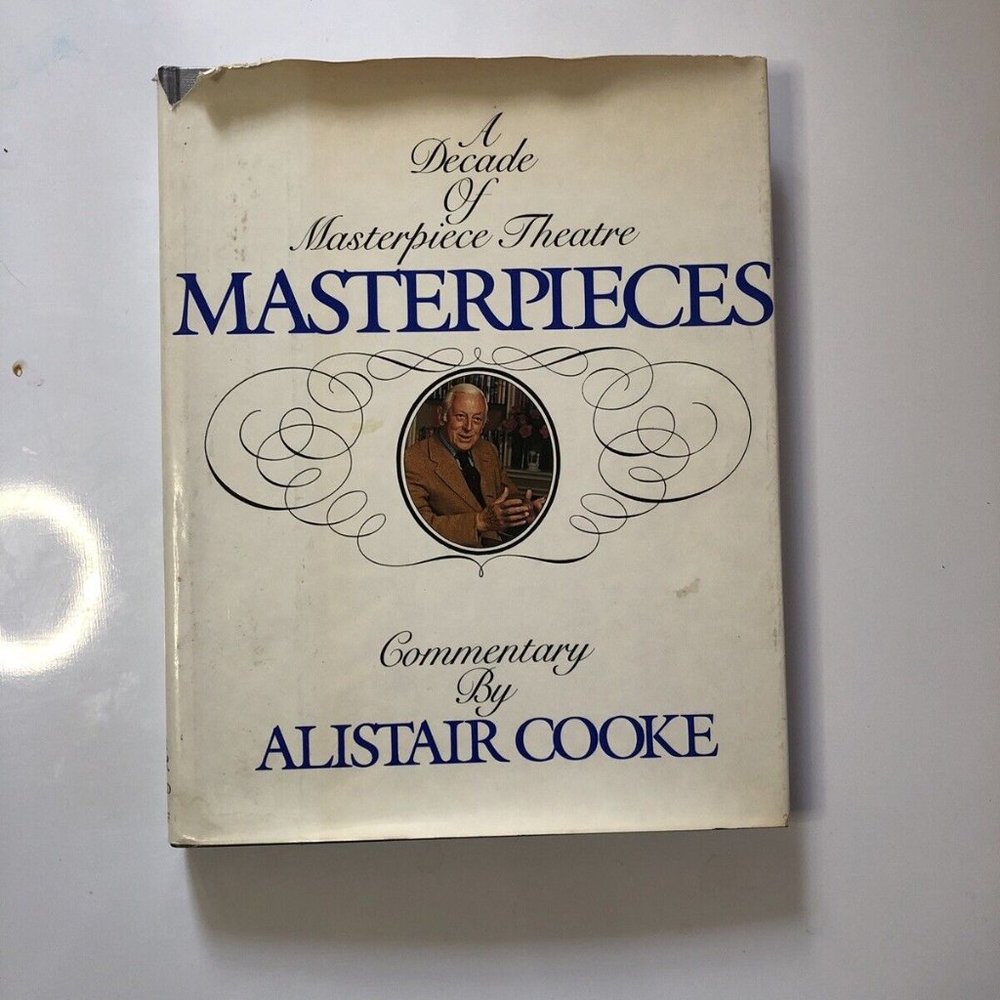 A
Decade
Of
Masterpiece Theatre
MASTERPIECES
Commentary
By
ALISTAIR COOKE